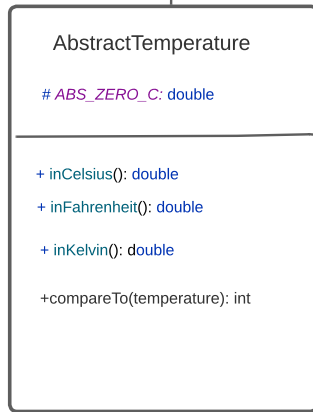 AbstractTemperature
# ABS_ZERO_C: double
+ inCelsius(): double
+ inFahrenheit(): double
+ inKelvin(): double
+compareTo(temperature): int